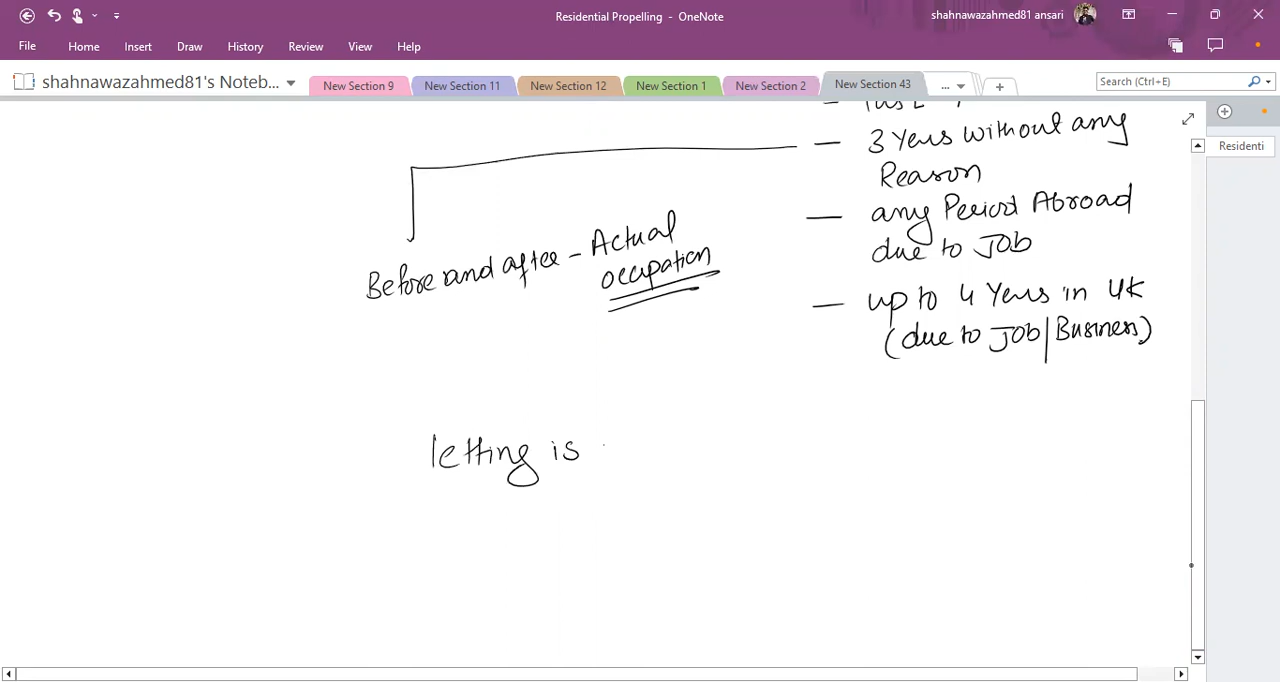 Residential Propelling - OneNote
shahnawazahmed81 ansari
File Home Insert Draw History Review View Help
shahnawazahmed81's Noteb...
New Section 9
New Section 11
New Section 12
New Section 1
New Section 2
New Section 43
...
Search (Ctrl+E)
Residenti
3 Years without any
Reason
any Period Abroad
due to JOB
up to 4 Years in UK
(due to JOB|Business)
Before and after - Actual
occupation
letting is